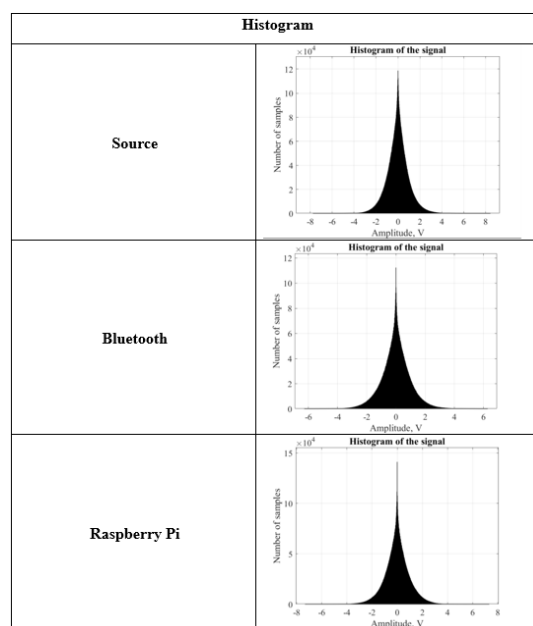 Histogram
Source
Histogram of the signal
×10⁴
Number of samples
12
10
8
6
4
2
0
-8 -6 -4 -2 0 2 4 6 8
Amplitude, V
Bluetooth
Histogram of the signal
×10⁴
Number of samples
12
10
8
6
4
2
0
-6 -4 -2 0 2 4 6
Amplitude, V
Raspberry Pi
Histogram of the signal
×10⁴
Number of samples
15
10
5
0
-8 -6 -4 -2 0 2 4 6 8
Amplitude, V